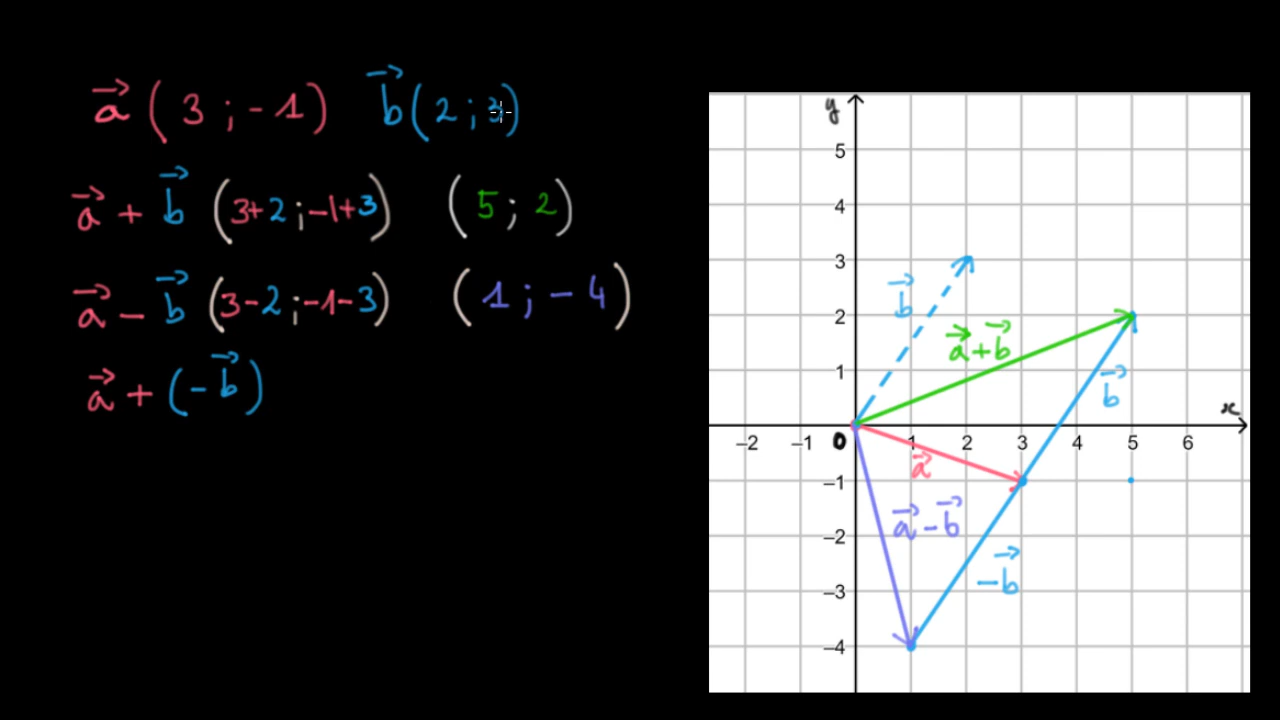 a⃗ ( 3 ; - 1 ) b⃗ ( 2 ; 3 )
a⃗ + b⃗ ( 3+2 ; -1+3 ) ( 5 ; 2 )
a⃗ - b⃗ ( 3-2 ; -1-3 ) ( 1 ; - 4 )
a⃗ + ( - b⃗ )
y
5
4
3
b⃗
2
a⃗ + b⃗
1
b⃗
x
–2 –1 0 1 2 3 4 5 6
a⃗
–1
a⃗ - b⃗
–2
- b⃗
–3
–4